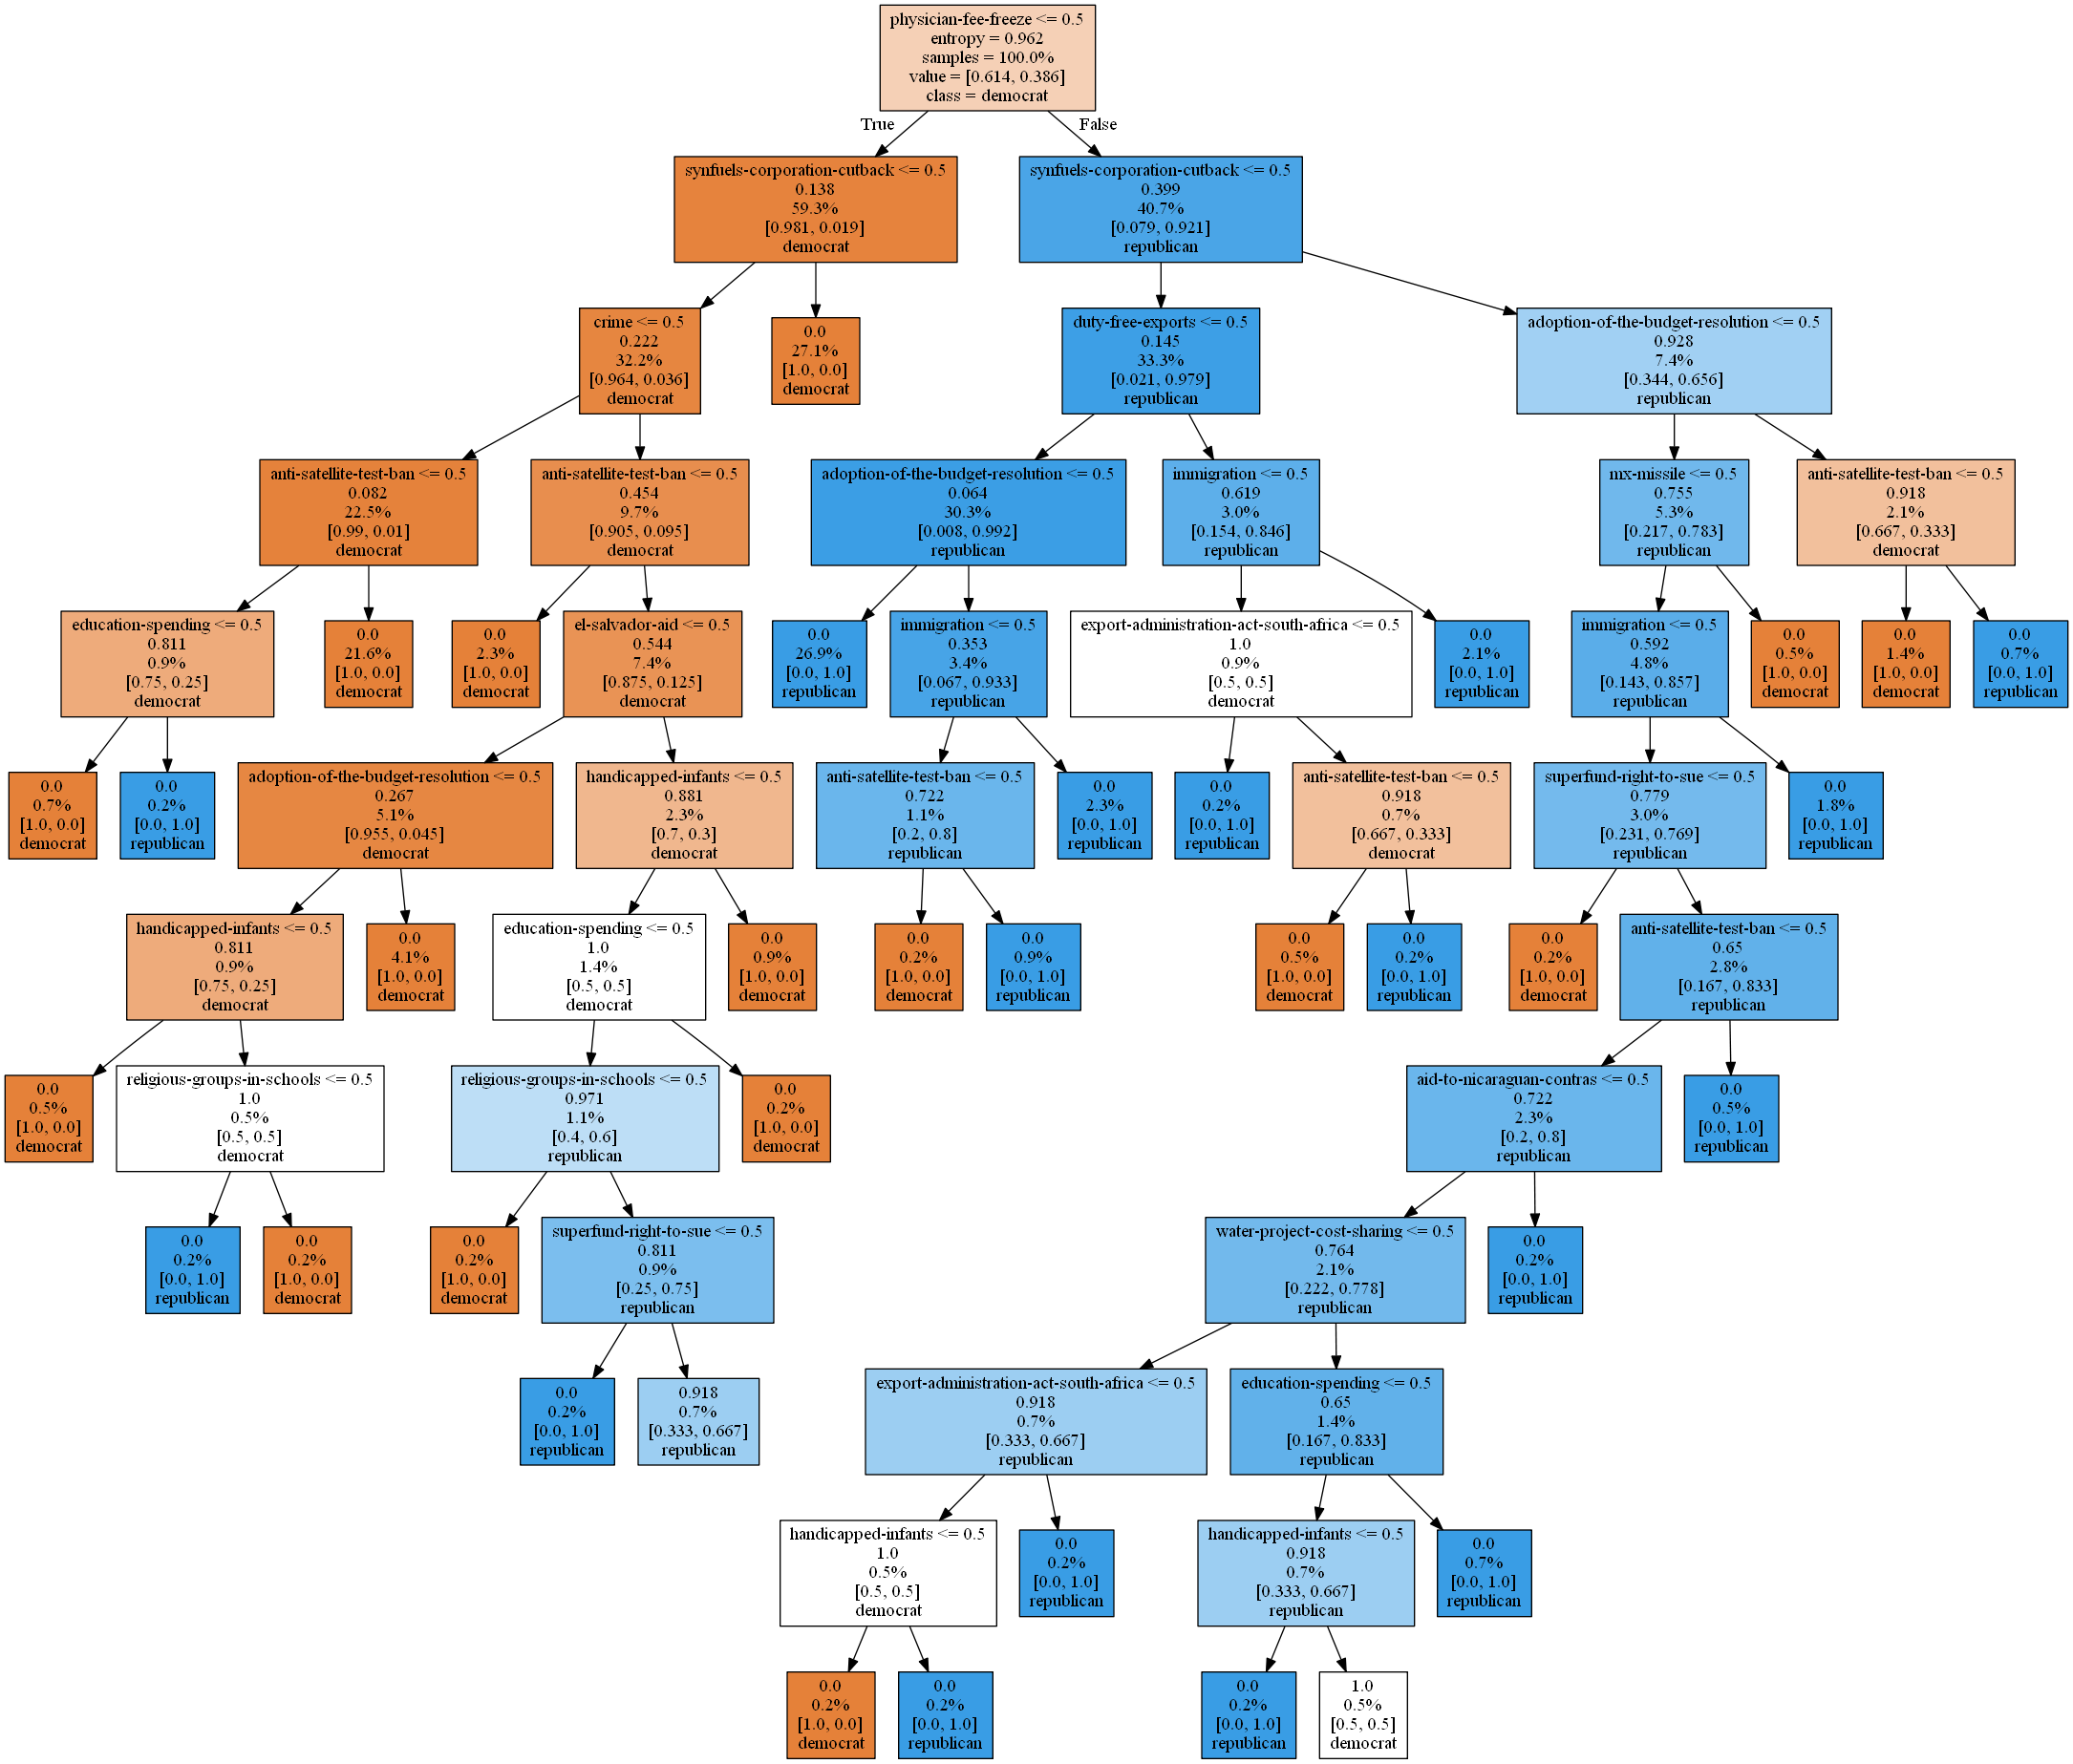 physician-fee-freeze <= 0.5
entropy = 0.962
samples = 100.0%
value = [0.614, 0.386]
class = democrat
True
False
synfuels-corporation-cutback <= 0.5
0.138
59.3%
[0.981, 0.019]
democrat
synfuels-corporation-cutback <= 0.5
0.399
40.7%
[0.079, 0.921]
republican
crime <= 0.5
0.222
32.2%
[0.964, 0.036]
democrat
0.0
27.1%
[1.0, 0.0]
democrat
duty-free-exports <= 0.5
0.145
33.3%
[0.021, 0.979]
republican
adoption-of-the-budget-resolution <= 0.5
0.928
7.4%
[0.344, 0.656]
republican
anti-satellite-test-ban <= 0.5
0.082
22.5%
[0.99, 0.01]
democrat
anti-satellite-test-ban <= 0.5
0.454
9.7%
[0.905, 0.095]
democrat
adoption-of-the-budget-resolution <= 0.5
0.064
30.3%
[0.008, 0.992]
republican
immigration <= 0.5
0.619
3.0%
[0.154, 0.846]
republican
mx-missile <= 0.5
0.755
5.3%
[0.217, 0.783]
republican
anti-satellite-test-ban <= 0.5
0.918
2.1%
[0.667, 0.333]
democrat
education-spending <= 0.5
0.811
0.9%
[0.75, 0.25]
democrat
0.0
21.6%
[1.0, 0.0]
democrat
0.0
2.3%
[1.0, 0.0]
democrat
el-salvador-aid <= 0.5
0.544
7.4%
[0.875, 0.125]
democrat
0.0
26.9%
[0.0, 1.0]
republican
immigration <= 0.5
0.353
3.4%
[0.067, 0.933]
republican
export-administration-act-south-africa <= 0.5
1.0
0.9%
[0.5, 0.5]
democrat
0.0
2.1%
[0.0, 1.0]
republican
immigration <= 0.5
0.592
4.8%
[0.143, 0.857]
republican
0.0
0.5%
[1.0, 0.0]
democrat
0.0
1.4%
[1.0, 0.0]
democrat
0.0
0.7%
[0.0, 1.0]
republican
0.0
0.7%
[1.0, 0.0]
democrat
0.0
0.2%
[0.0, 1.0]
republican
adoption-of-the-budget-resolution <= 0.5
0.267
5.1%
[0.955, 0.045]
democrat
handicapped-infants <= 0.5
0.881
2.3%
[0.7, 0.3]
democrat
anti-satellite-test-ban <= 0.5
0.722
1.1%
[0.2, 0.8]
republican
0.0
2.3%
[0.0, 1.0]
republican
0.0
0.2%
[0.0, 1.0]
republican
anti-satellite-test-ban <= 0.5
0.918
0.7%
[0.667, 0.333]
democrat
superfund-right-to-sue <= 0.5
0.779
3.0%
[0.231, 0.769]
republican
0.0
1.8%
[0.0, 1.0]
republican
handicapped-infants <= 0.5
0.811
0.9%
[0.75, 0.25]
democrat
0.0
4.1%
[1.0, 0.0]
democrat
education-spending <= 0.5
1.0
1.4%
[0.5, 0.5]
democrat
0.0
0.9%
[1.0, 0.0]
democrat
0.0
0.2%
[1.0, 0.0]
democrat
0.0
0.9%
[0.0, 1.0]
republican
0.0
0.5%
[1.0, 0.0]
democrat
0.0
0.2%
[0.0, 1.0]
republican
0.0
0.2%
[1.0, 0.0]
democrat
anti-satellite-test-ban <= 0.5
0.65
2.8%
[0.167, 0.833]
republican
0.0
0.5%
[1.0, 0.0]
democrat
religious-groups-in-schools <= 0.5
1.0
0.5%
[0.5, 0.5]
democrat
religious-groups-in-schools <= 0.5
0.971
1.1%
[0.4, 0.6]
republican
0.0
0.2%
[1.0, 0.0]
democrat
aid-to-nicaraguan-contras <= 0.5
0.722
2.3%
[0.2, 0.8]
republican
0.0
0.5%
[0.0, 1.0]
republican
0.0
0.2%
[0.0, 1.0]
republican
0.0
0.2%
[1.0, 0.0]
democrat
0.0
0.2%
[1.0, 0.0]
democrat
superfund-right-to-sue <= 0.5
0.811
0.9%
[0.25, 0.75]
republican
water-project-cost-sharing <= 0.5
0.764
2.1%
[0.222, 0.778]
republican
0.0
0.2%
[0.0, 1.0]
republican
0.0
0.2%
[0.0, 1.0]
republican
0.918
0.7%
[0.333, 0.667]
republican
export-administration-act-south-africa <= 0.5
0.918
0.7%
[0.333, 0.667]
republican
education-spending <= 0.5
0.65
1.4%
[0.167, 0.833]
republican
handicapped-infants <= 0.5
1.0
0.5%
[0.5, 0.5]
democrat
0.0
0.2%
[0.0, 1.0]
republican
handicapped-infants <= 0.5
0.918
0.7%
[0.333, 0.667]
republican
0.0
0.7%
[0.0, 1.0]
republican
0.0
0.2%
[1.0, 0.0]
democrat
0.0
0.2%
[0.0, 1.0]
republican
0.0
0.2%
[0.0, 1.0]
republican
1.0
0.5%
[0.5, 0.5]
democrat